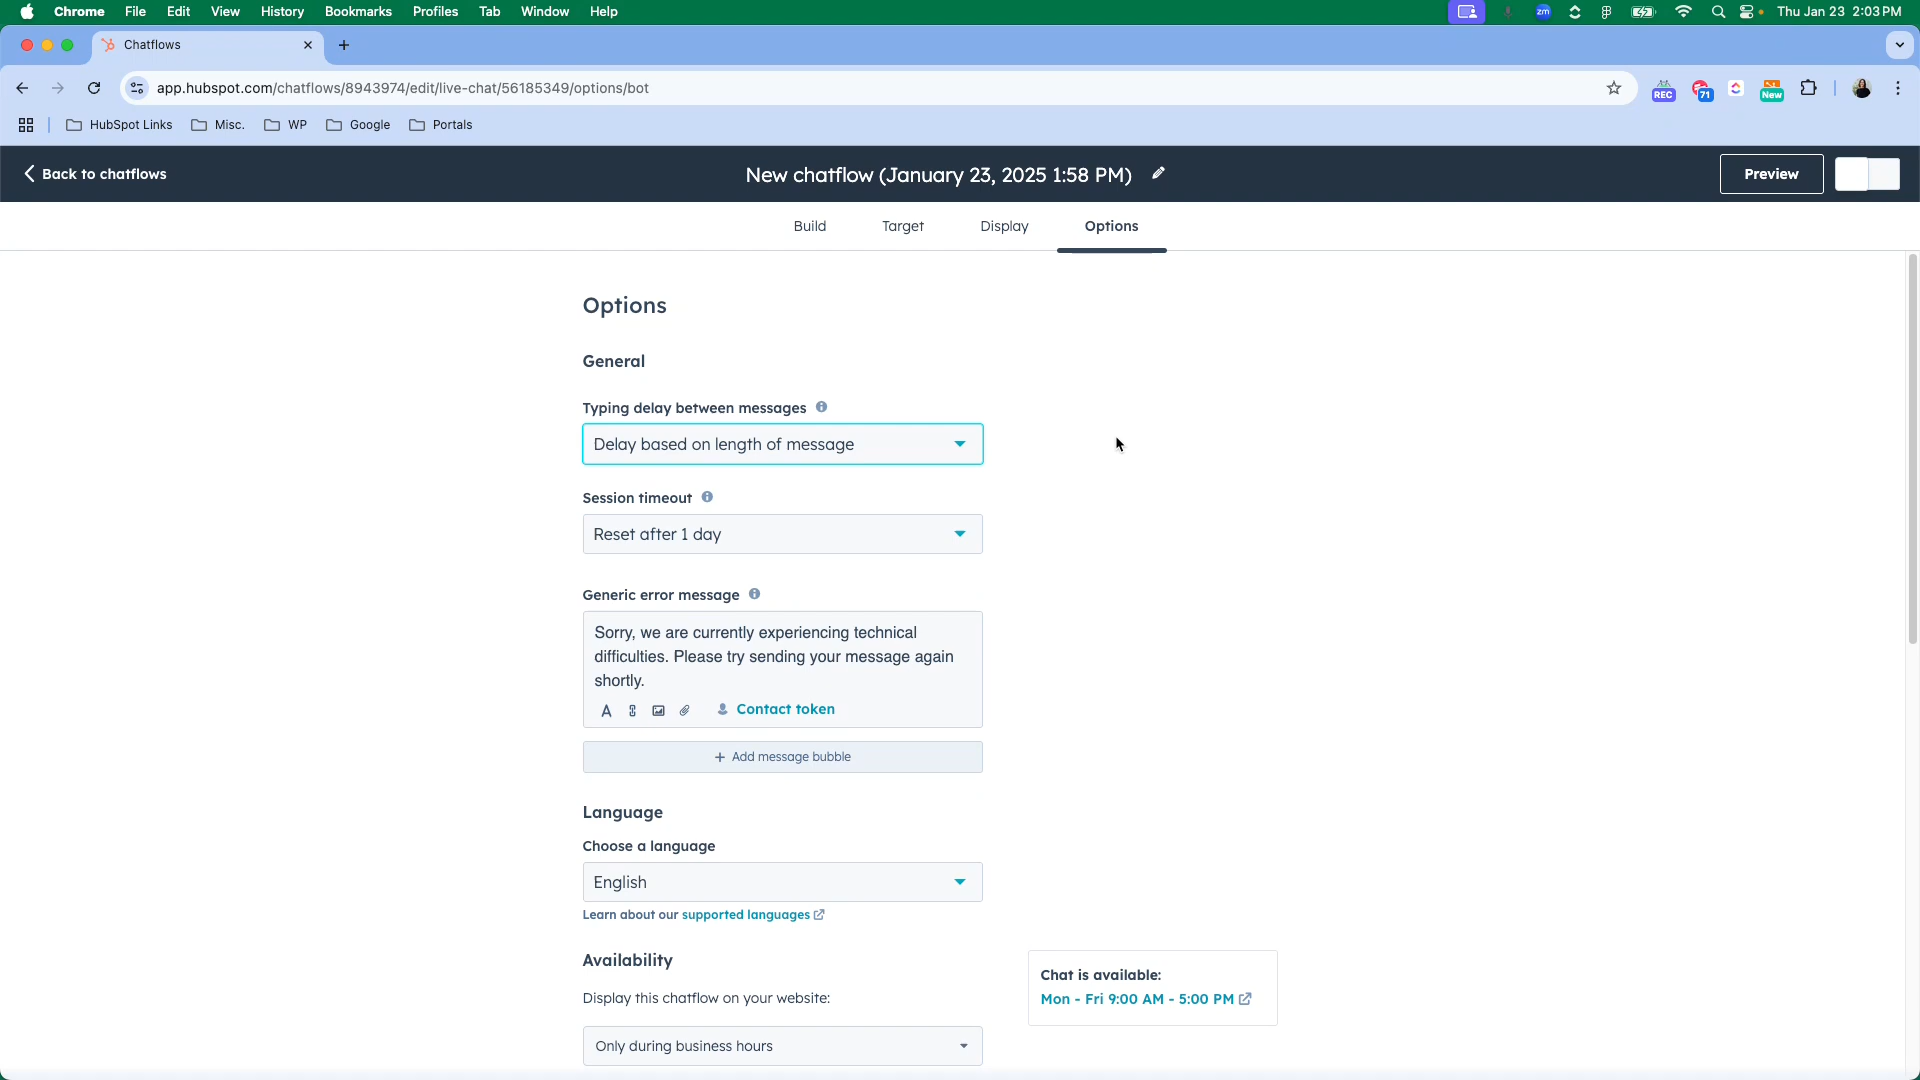 Chrome File Edit View History Bookmarks Profiles Tab Window Help
zm
Thu Jan 23 2:03 PM
Chatflows
app.hubspot.com/chatflows/8943974/edit/live-chat/56185349/options/bot
REC
71
New
HubSpot Links Misc. WP Google Portals
Back to chatflows
New chatflow (January 23, 2025 1:58 PM)
Preview
Build Target Display Options
Options
General
Typing delay between messages
Delay based on length of message
Session timeout
Reset after 1 day
Generic error message
Sorry, we are currently experiencing technical
difficulties. Please try sending your message again
shortly.
A Contact token
+ Add message bubble
Language
Choose a language
English
Learn about our supported languages
Availability
Display this chatflow on your website:
Only during business hours
Chat is available:
Mon - Fri 9:00 AM - 5:00 PM